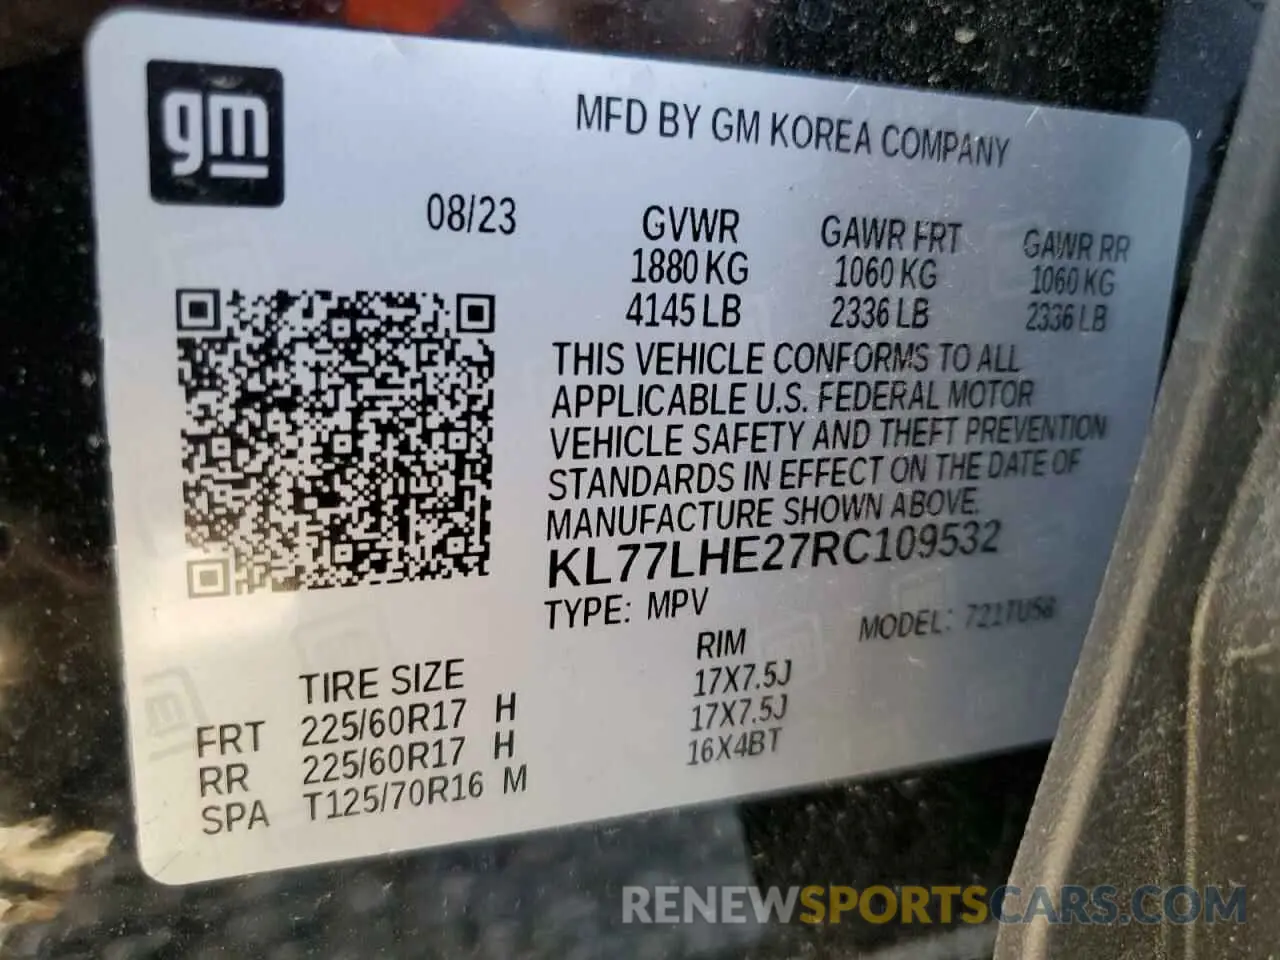 gm
MFD BY GM KOREA COMPANY
08/23
GVWR GAWR FRT GAWR RR
1880 KG 1060 KG 1060 KG
4145 LB 2336 LB 2336 LB
THIS VEHICLE CONFORMS TO ALL
APPLICABLE U.S. FEDERAL MOTOR
VEHICLE SAFETY AND THEFT PREVENTION
STANDARDS IN EFFECT ON THE DATE OF
MANUFACTURE SHOWN ABOVE.
KL77LHE27RC109532
TYPE: MPV MODEL: 721TU58
TIRE SIZE RIM
FRT 225/60R17 H 17X7.5J
RR 225/60R17 H 17X7.5J
SPA T125/70R16 M 16X4BT
RENEWSPORTSCARS.COM